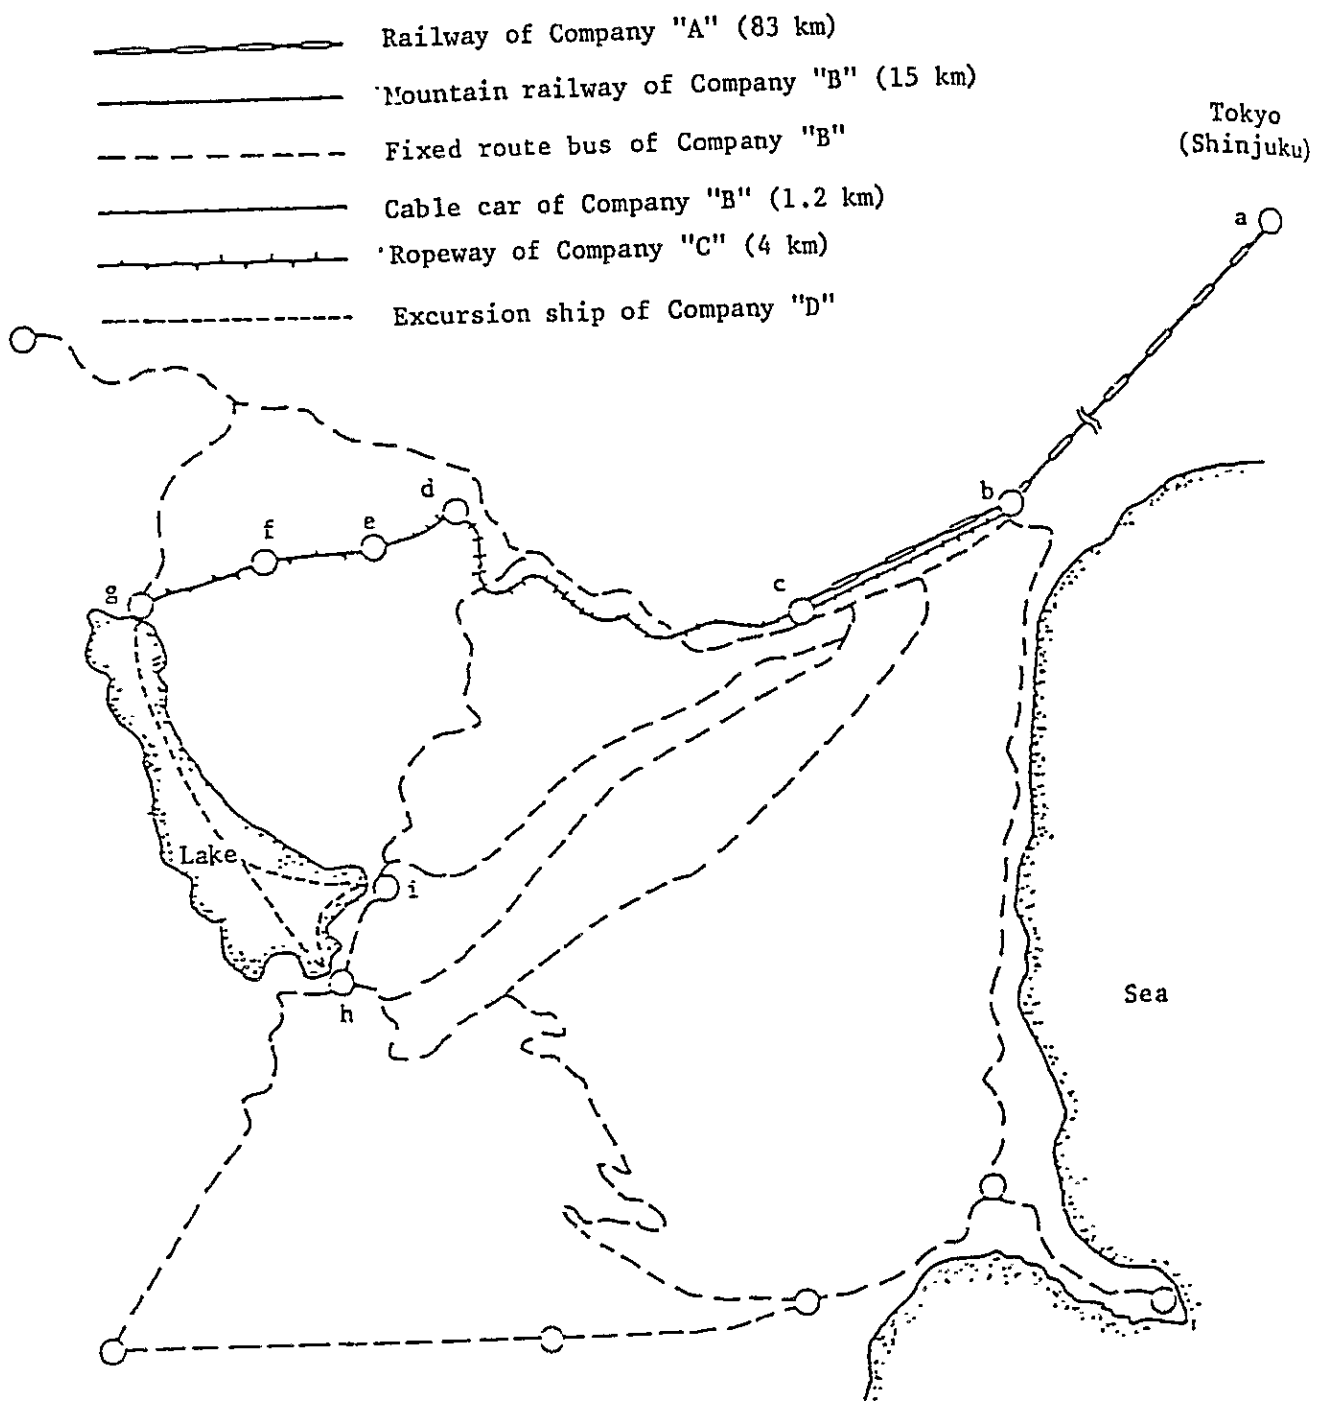 Railway of Company "A" (83 km)
Mountain railway of Company "B" (15 km)
Fixed route bus of Company "B"
Cable car of Company "B" (1.2 km)
Ropeway of Company "C" (4 km)
Excursion ship of Company "D"
Tokyo
(Shinjuku)
a
b
c
d
e
f
g
Lake
i
h
Sea